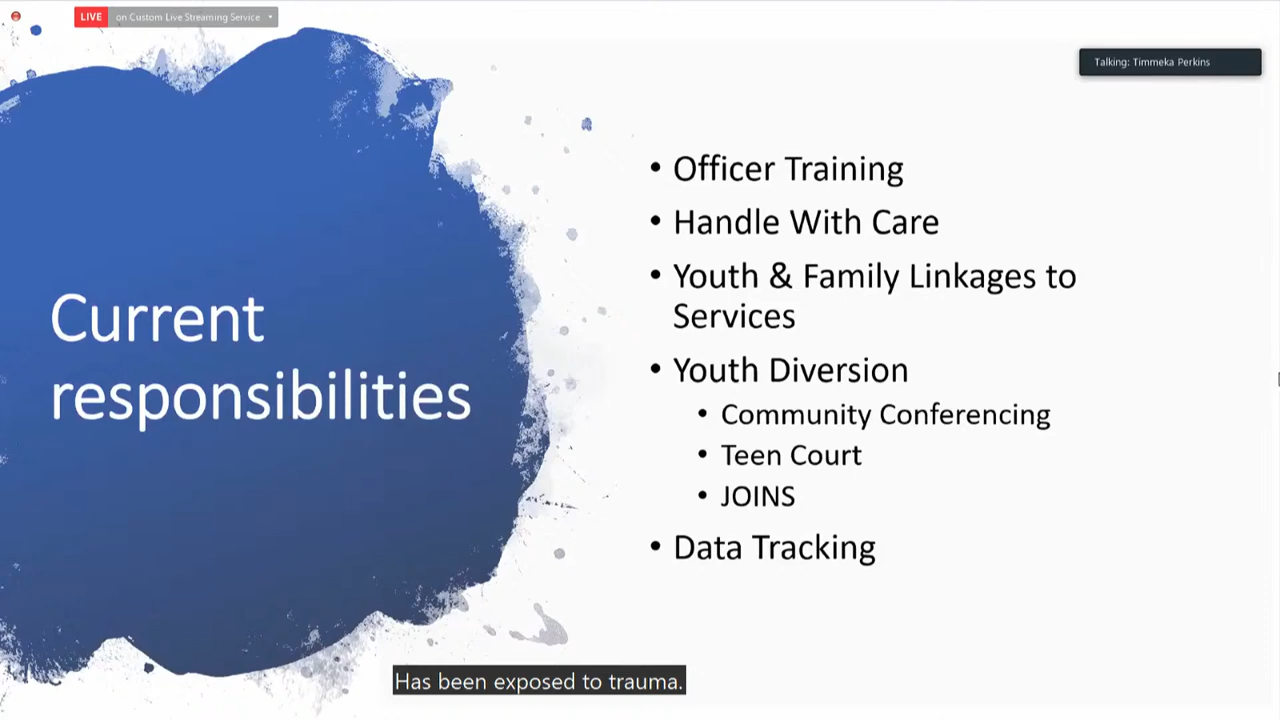 LIVE on Custom Live Streaming Service
Talking: Timmeka Perkins
Current
responsibilities
• Officer Training
• Handle With Care
• Youth & Family Linkages to
Services
• Youth Diversion
• Community Conferencing
• Teen Court
• JOINS
• Data Tracking
Has been exposed to trauma.